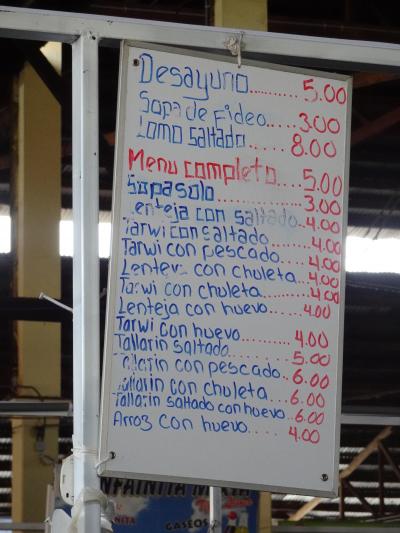 Desayuno.......... 5.00
Sopa de fideo..... 3.00
Lomo saltado...... 8.00
Menu completo.... 5.00
Sopa solo.......... 3.00
Lenteja con saltado.. 4.00
Tarwi con saltado...... 4.00
Tarwi con pescado.... 4.00
Lenteva con chuleta...4.00
Tarwi con chuleta....... 4.00
Lenteja con huevo..... 4.00
Tarwi con huevo...... 4.00
Tallarin saltado........ 5.00
Tallarin con pescado.. 6.00
Tallarin con chuleta... 6.00
Tallarin saltado con huevo..6.00
Arroz con huevo..... 4.00
GASEOS